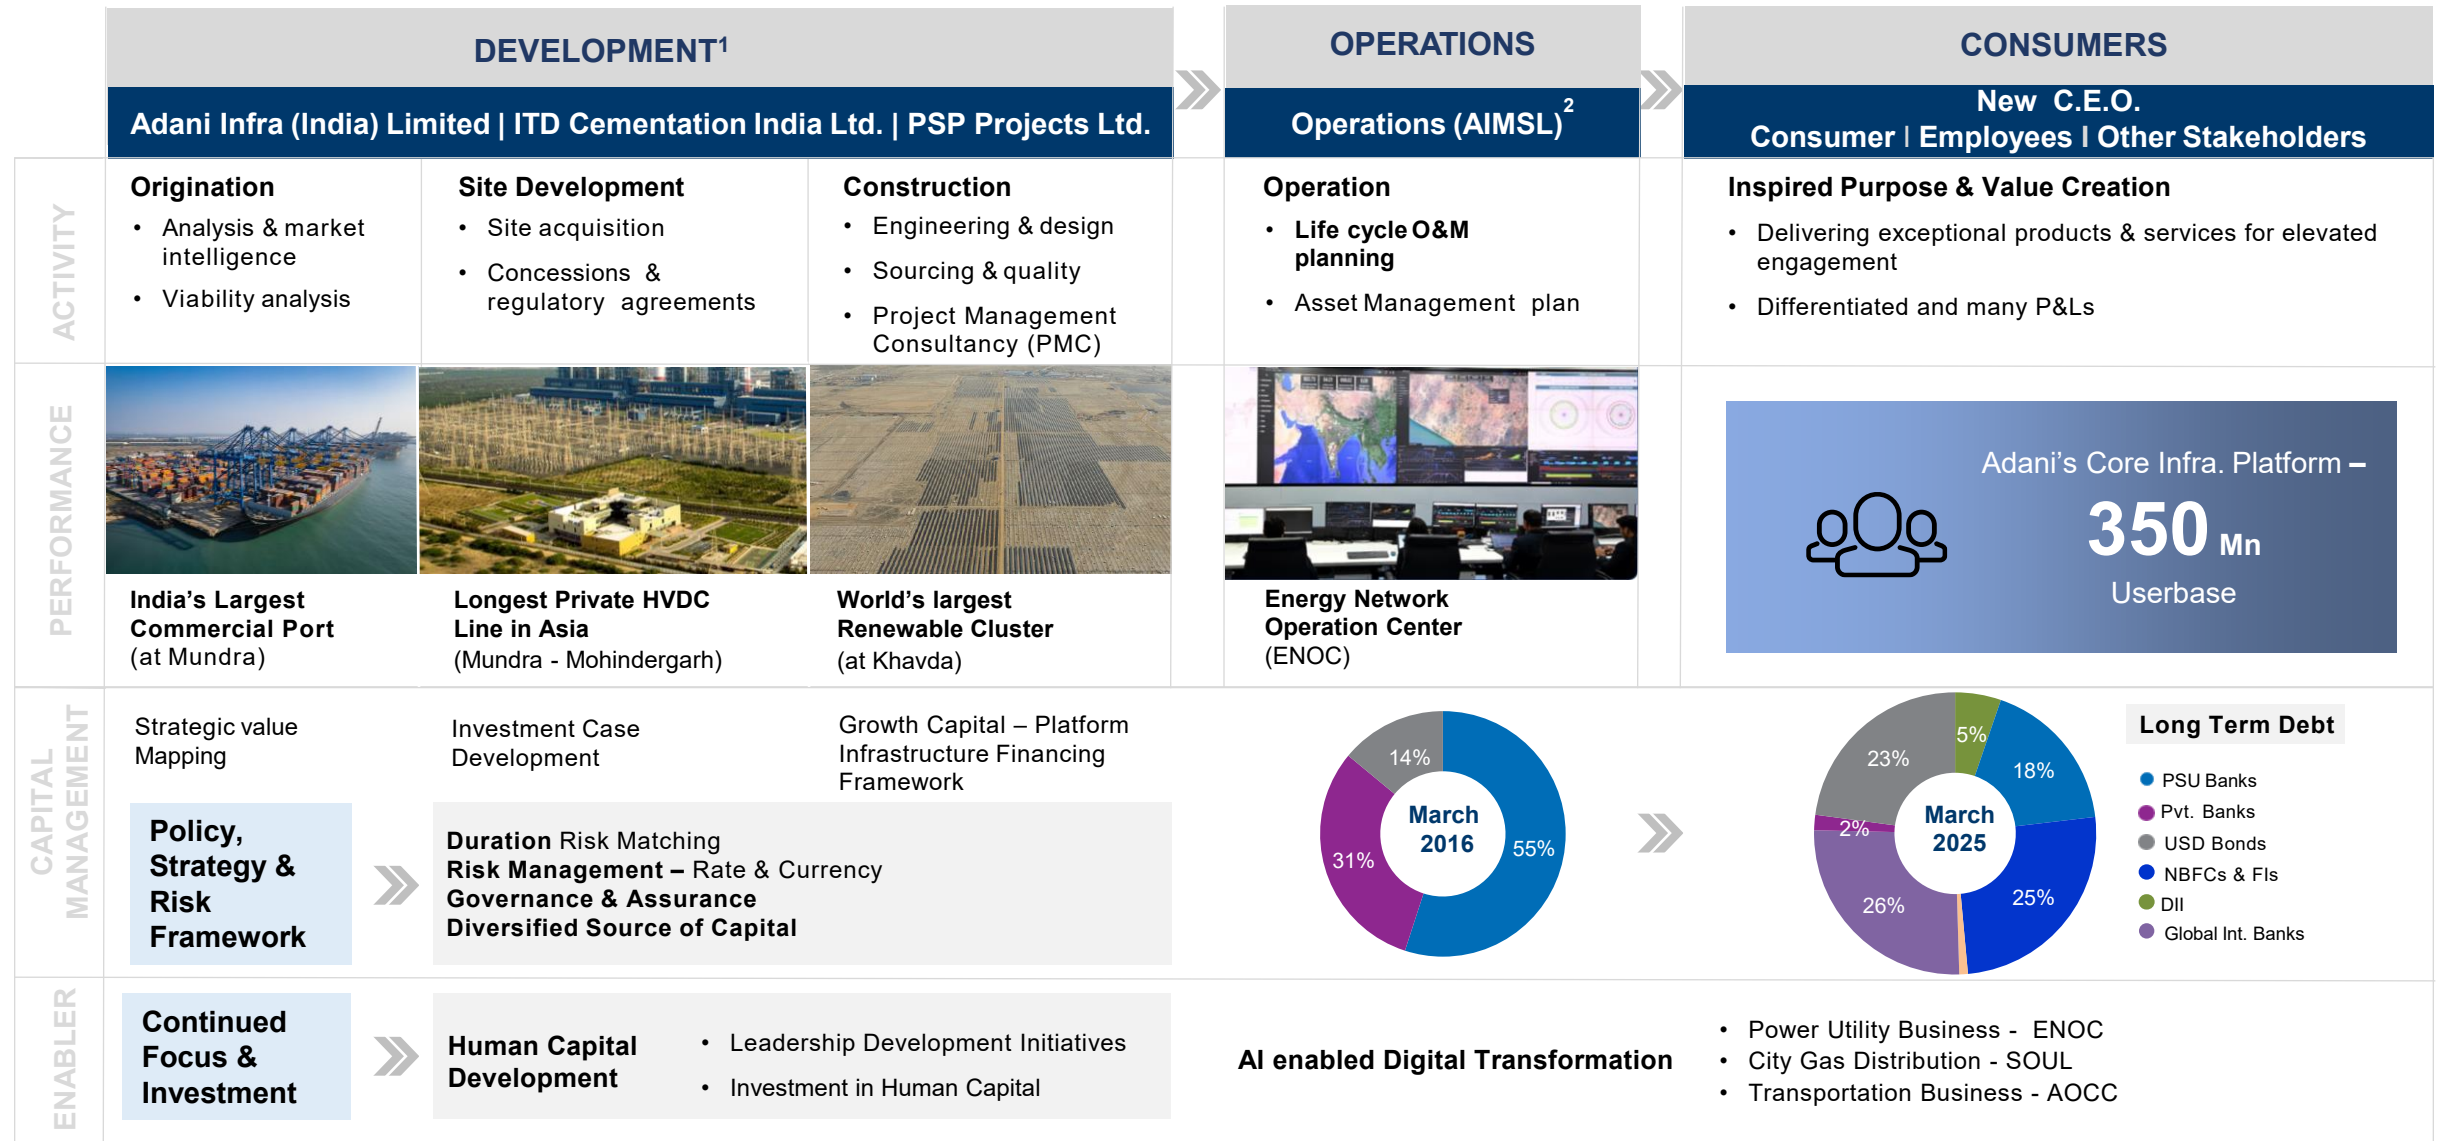 DEVELOPMENT¹
OPERATIONS
CONSUMERS
Adani Infra (India) Limited | ITD Cementation India Ltd. | PSP Projects Ltd.
Operations (AIMSL)²
New C.E.O.
Consumer | Employees | Other Stakeholders
ACTIVITY
Origination
• Analysis & market
intelligence
• Viability analysis
Site Development
• Site acquisition
• Concessions &
regulatory agreements
Construction
• Engineering & design
• Sourcing & quality
• Project Management
Consultancy (PMC)
Operation
• Life cycle O&M
planning
• Asset Management plan
Inspired Purpose & Value Creation
• Delivering exceptional products & services for elevated
engagement
• Differentiated and many P&Ls
PERFORMANCE
India's Largest
Commercial Port
(at Mundra)
Longest Private HVDC
Line in Asia
(Mundra - Mohindergarh)
World's largest
Renewable Cluster
(at Khavda)
Energy Network
Operation Center
(ENOC)
Adani's Core Infra. Platform –
350 Mn
Userbase
CAPITAL
MANAGEMENT
Strategic value
Mapping
Investment Case
Development
Growth Capital – Platform
Infrastructure Financing
Framework
Policy,
Strategy &
Risk
Framework
Duration Risk Matching
Risk Management – Rate & Currency
Governance & Assurance
Diversified Source of Capital
14%
31%
55%
March
2016
5%
18%
23%
2%
26%
25%
March
2025
Long Term Debt
PSU Banks
Pvt. Banks
USD Bonds
NBFCs & FIs
DII
Global Int. Banks
ENABLER
Continued
Focus &
Investment
Human Capital
Development
• Leadership Development Initiatives
• Investment in Human Capital
AI enabled Digital Transformation
• Power Utility Business - ENOC
• City Gas Distribution - SOUL
• Transportation Business - AOCC